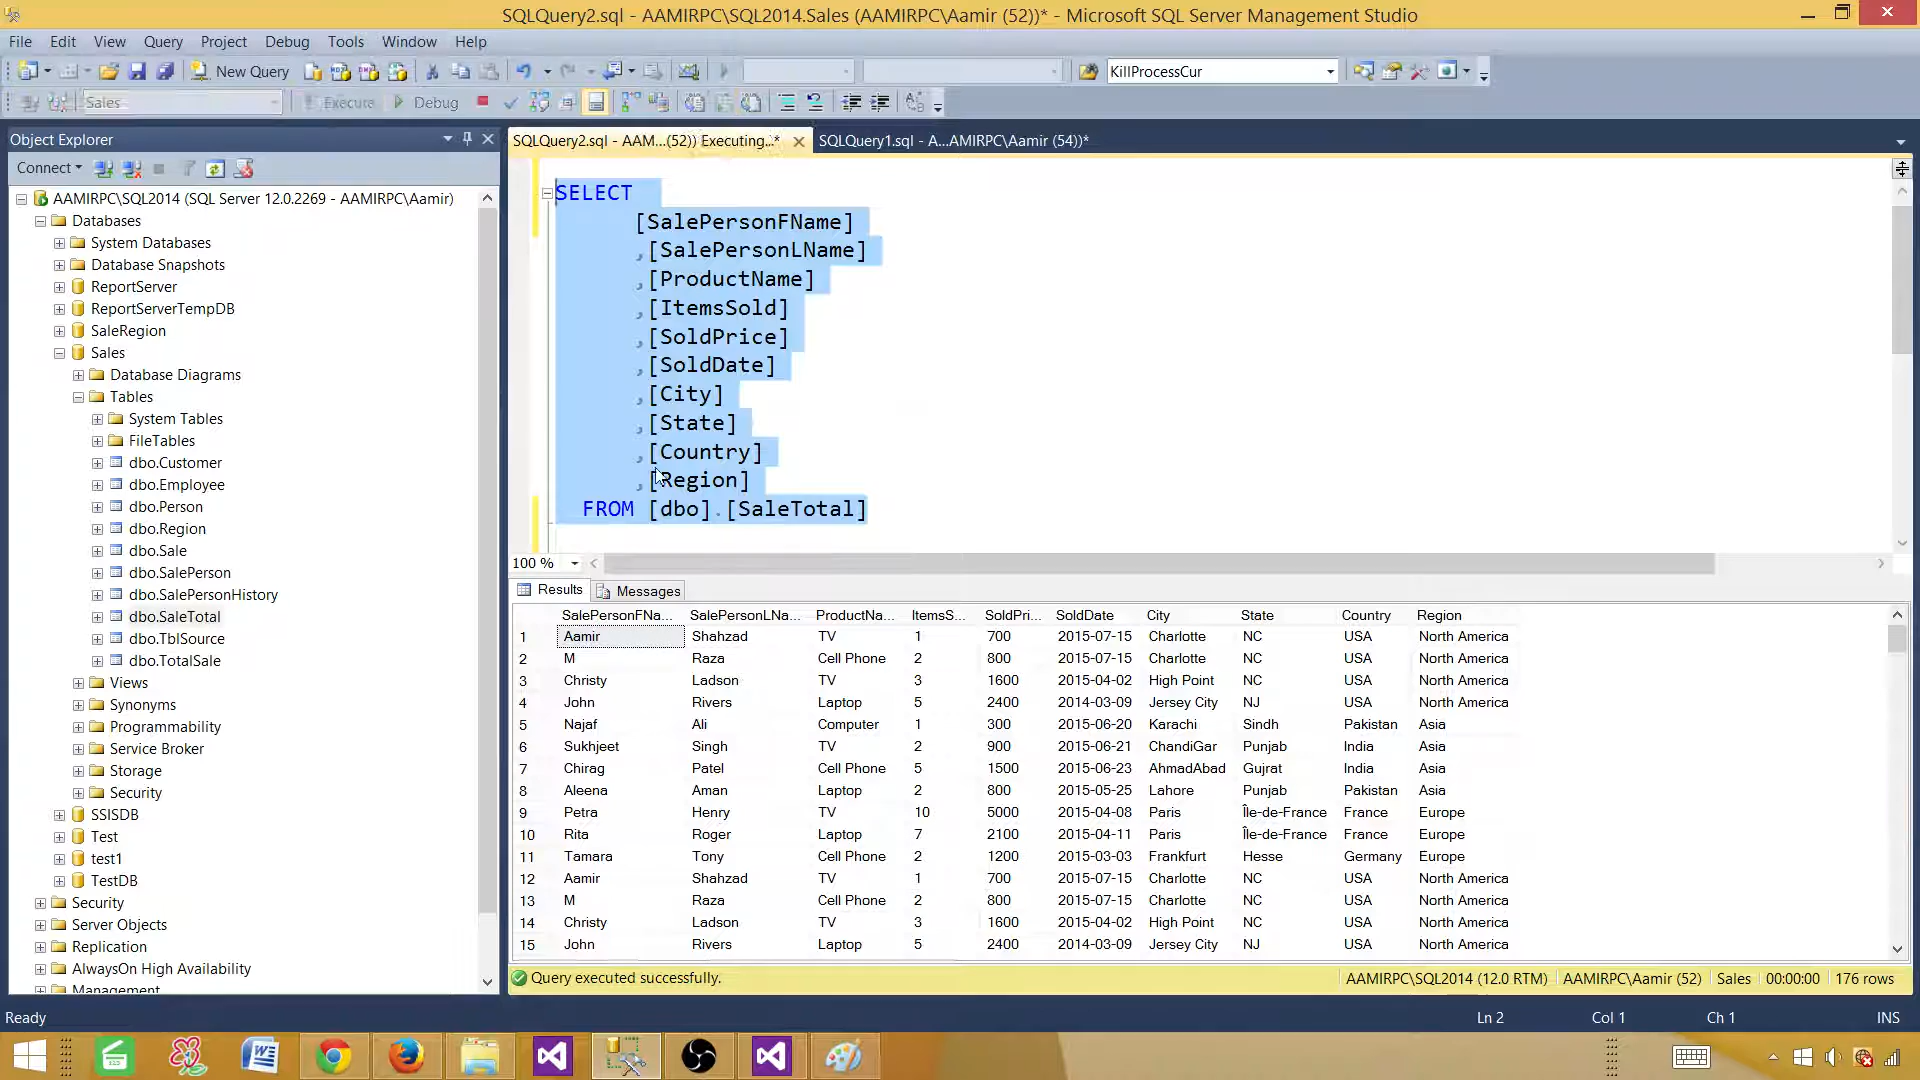 SQLQuery2.sql - AAMIRPC\SQL2014.Sales (AAMIRPC\Aamir (52))* - Microsoft SQL Server Management Studio
File Edit View Query Project Debug Tools Window Help
New Query KillProcessCur
Sales Execute Debug
Object Explorer
SQLQuery2.sql - AAM...(52)) Executing...* SQLQuery1.sql - A...AMIRPC\Aamir (54))*
Connect
AAMIRPC\SQL2014 (SQL Server 12.0.2269 - AAMIRPC\Aamir)
Databases
System Databases
Database Snapshots
ReportServer
ReportServerTempDB
SaleRegion
Sales
Database Diagrams
Tables
System Tables
FileTables
dbo.Customer
dbo.Employee
dbo.Person
dbo.Region
dbo.Sale
dbo.SalePerson
dbo.SalePersonHistory
dbo.SaleTotal
dbo.TblSource
dbo.TotalSale
Views
Synonyms
Programmability
Service Broker
Storage
Security
SSISDB
Test
test1
TestDB
Security
Server Objects
Replication
AlwaysOn High Availability
Management
SELECT
[SalePersonFName]
,[SalePersonLName]
,[ProductName]
,[ItemsSold]
,[SoldPrice]
,[SoldDate]
,[City]
,[State]
,[Country]
,[Region]
FROM [dbo].[SaleTotal]
100 %
Results Messages
SalePersonFNa... SalePersonLNa... ProductNa... ItemsS... SoldPri... SoldDate City State Country Region
1 Aamir Shahzad TV 1 700 2015-07-15 Charlotte NC USA North America
2 M Raza Cell Phone 2 800 2015-07-15 Charlotte NC USA North America
3 Christy Ladson TV 3 1600 2015-04-02 High Point NC USA North America
4 John Rivers Laptop 5 2400 2014-03-09 Jersey City NJ USA North America
5 Najaf Ali Computer 1 300 2015-06-20 Karachi Sindh Pakistan Asia
6 Sukhjeet Singh TV 2 900 2015-06-21 ChandiGar Punjab India Asia
7 Chirag Patel Cell Phone 5 1500 2015-06-23 AhmadAbad Gujrat India Asia
8 Aleena Aman Laptop 2 800 2015-05-25 Lahore Punjab Pakistan Asia
9 Petra Henry TV 10 5000 2015-04-08 Paris Île-de-France France Europe
10 Rita Roger Laptop 7 2100 2015-04-11 Paris Île-de-France France Europe
11 Tamara Tony Cell Phone 2 1200 2015-03-03 Frankfurt Hesse Germany Europe
12 Aamir Shahzad TV 1 700 2015-07-15 Charlotte NC USA North America
13 M Raza Cell Phone 2 800 2015-07-15 Charlotte NC USA North America
14 Christy Ladson TV 3 1600 2015-04-02 High Point NC USA North America
15 John Rivers Laptop 5 2400 2014-03-09 Jersey City NJ USA North America
Query executed successfully. AAMIRPC\SQL2014 (12.0 RTM) AAMIRPC\Aamir (52) Sales 00:00:00 176 rows
Ready Ln 2 Col 1 Ch 1 INS